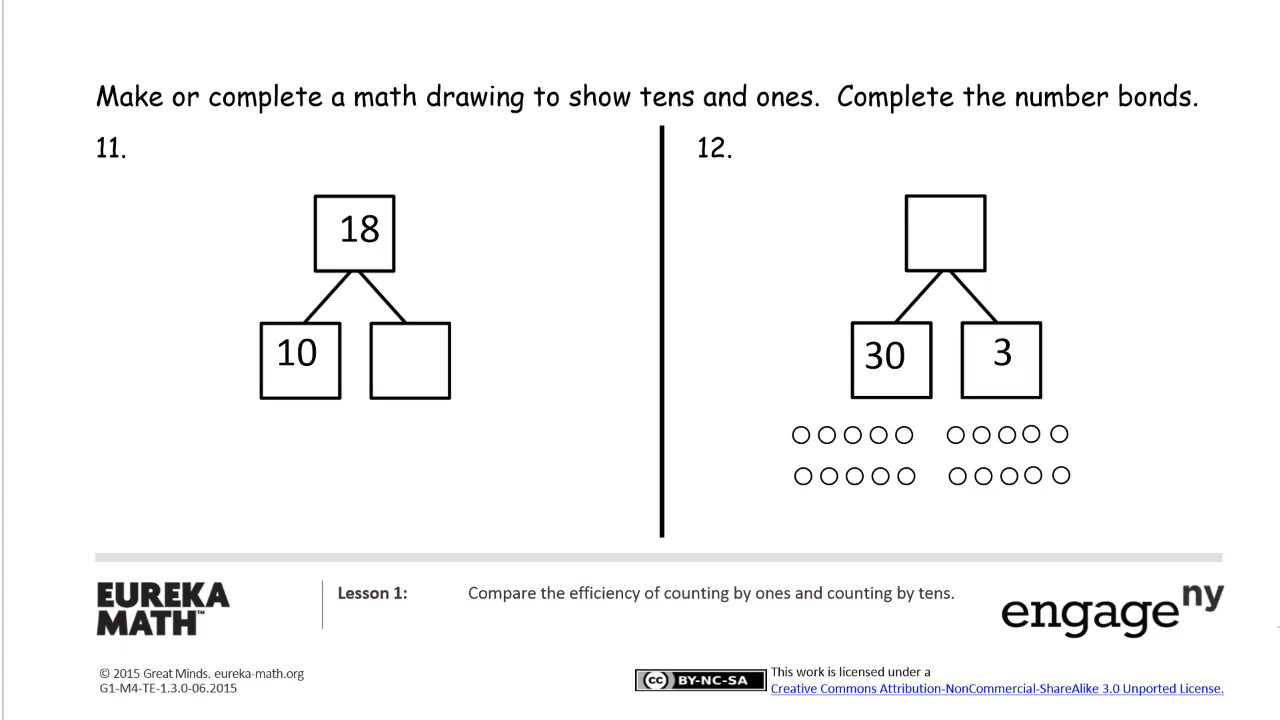 Make or complete a math drawing to show tens and ones.  Complete the number bonds.
11.
18
10
12.
30 3
EUREKA
MATH™
Lesson 1: Compare the efficiency of counting by ones and counting by tens.
engageny
© 2015 Great Minds. eureka-math.org
G1-M4-TE-1.3.0-06.2015
cc BY-NC-SA
This work is licensed under a
Creative Commons Attribution-NonCommercial-ShareAlike 3.0 Unported License.